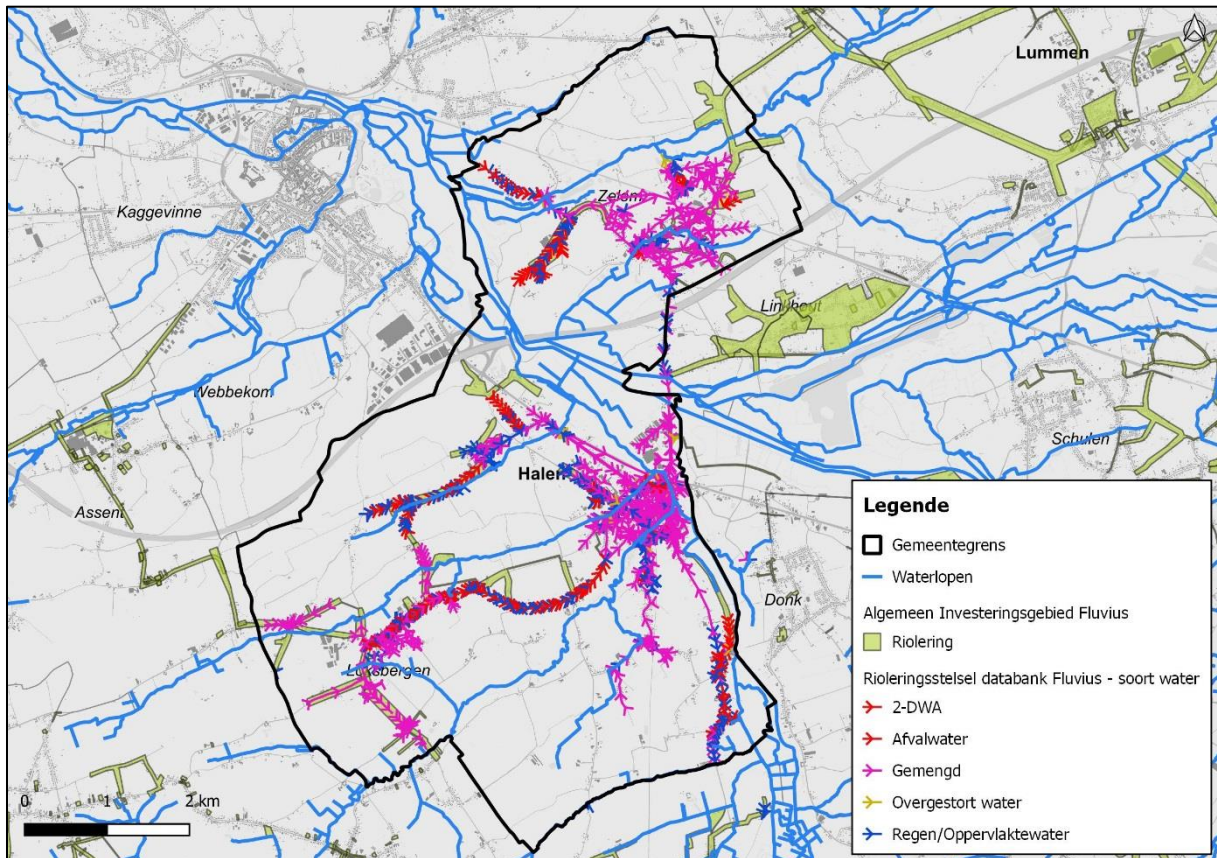 Lummen
Kaggevinne
Zelem
Linkhout
Webbekom
Schulen
Halen
Assent
Donk
Loksbergen
0 1 2 km
Legende
Gemeentegrens
Waterlopen
Algemeen Investeringsgebied Fluvius
Riolering
Rioleringsstelsel databank Fluvius - soort water
2-DWA
Afvalwater
Gemengd
Overgestort water
Regen/Oppervlaktewater